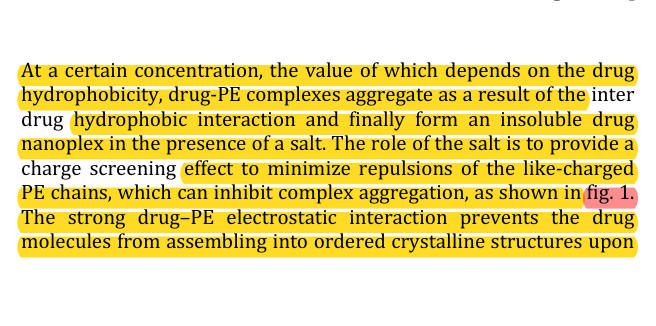 At a certain concentration, the value of which depends on the drug
hydrophobicity, drug-PE complexes aggregate as a result of the inter
drug hydrophobic interaction and finally form an insoluble drug
nanoplex in the presence of a salt. The role of the salt is to provide a
charge screening effect to minimize repulsions of the like-charged
PE chains, which can inhibit complex aggregation, as shown in fig. 1.
The strong drug–PE electrostatic interaction prevents the drug
molecules from assembling into ordered crystalline structures upon